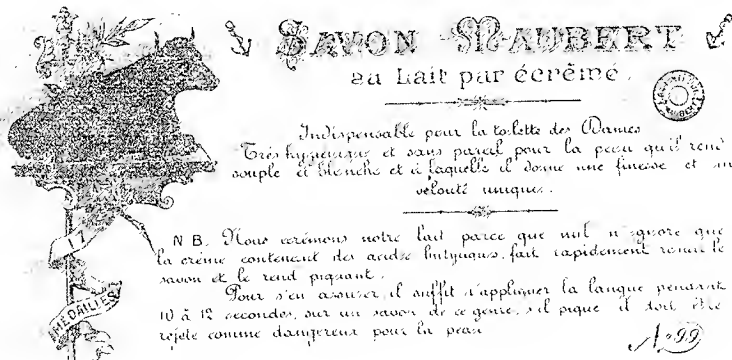 SAVON MAUBERT
au Lait pur écrémé.
Indispensable pour la toilette des Dames
Très hygiénique et sans pareil pour la peau qu'il rend
souple et blanche et à laquelle il donne une finesse et un
velouté uniques.
N B. Nous écrémons notre lait parce que nul n'ignore que
la crème contenant des acides butyriques, fait rapidement rancir le
savon et le rend piquant.
Pour s'en assurer, il suffit d'appliquer la langue pendant
10 à 12 secondes, sur un savon de ce genre, s'il pique il doit être
rejeté comme dangereux pour la peau
MEDAILLES
No 99